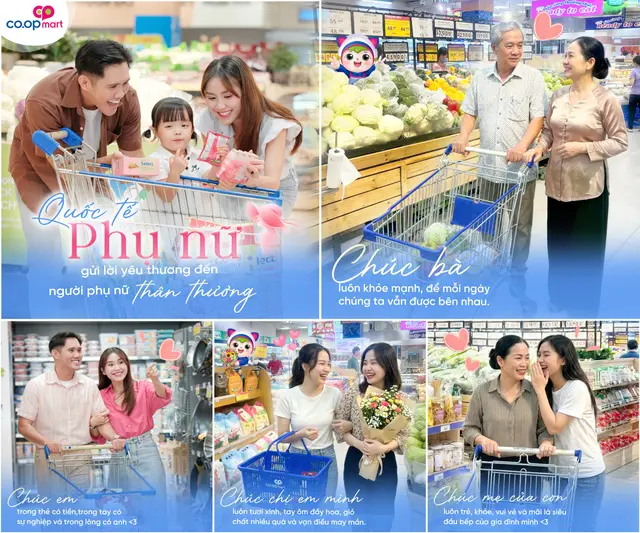 co.opmart
Quốc tế
Phụ nữ
gửi lời yêu thương đến
người phụ nữ thân thương
Chúc bà
luôn khỏe mạnh, để mỗi ngày
chúng ta vẫn được bên nhau.
Chúc em
trong thẻ có tiền,trong tay có
sự nghiệp và trong lòng có anh <3
Chúc chị em mình
luôn tươi xinh, tay ôm đầy hoa, giỏ
chất nhiều quà và vạn điều may mắn.
Chúc mẹ của con
luôn trẻ, khỏe, vui vẻ và mãi là siêu
đầu bếp của gia đình mình <3